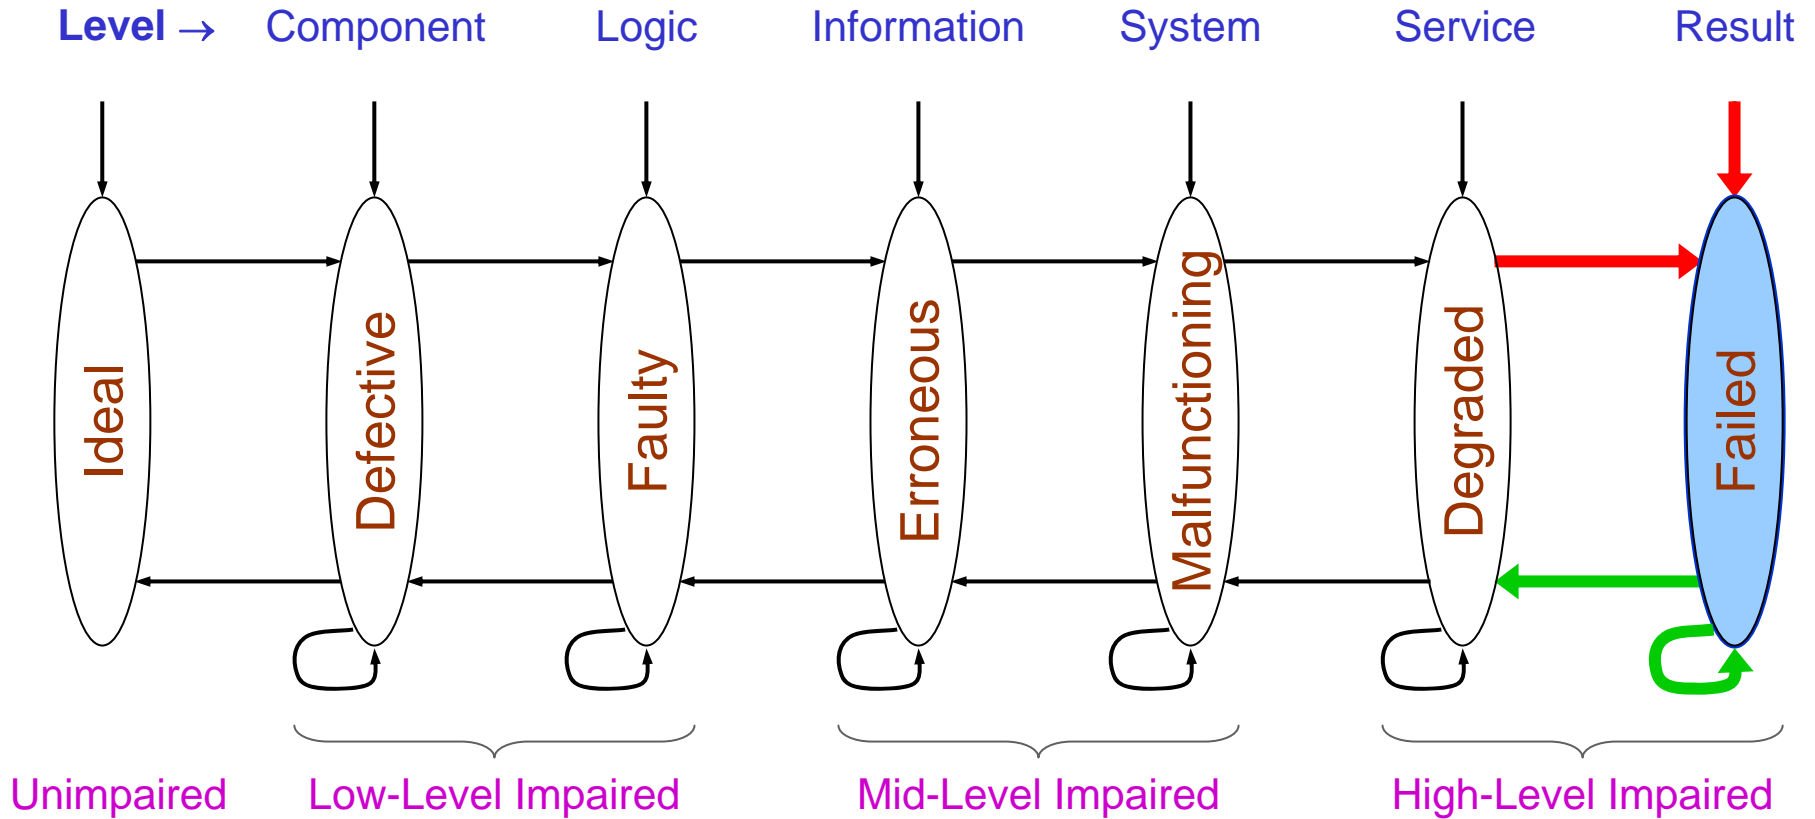 Level → Component Logic Information System Service Result
Ideal
Defective
Faulty
Erroneous
Malfunctioning
Degraded
Failed
Unimpaired Low-Level Impaired Mid-Level Impaired High-Level Impaired